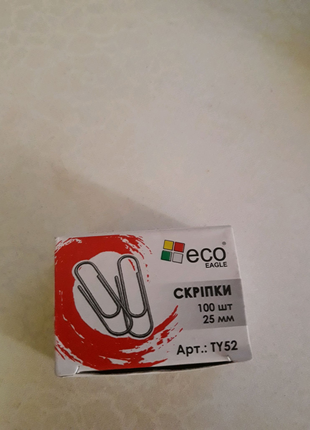 eco®
EAGLE
СКРІПКИ
100 шт
25 мм
Арт.: TY52